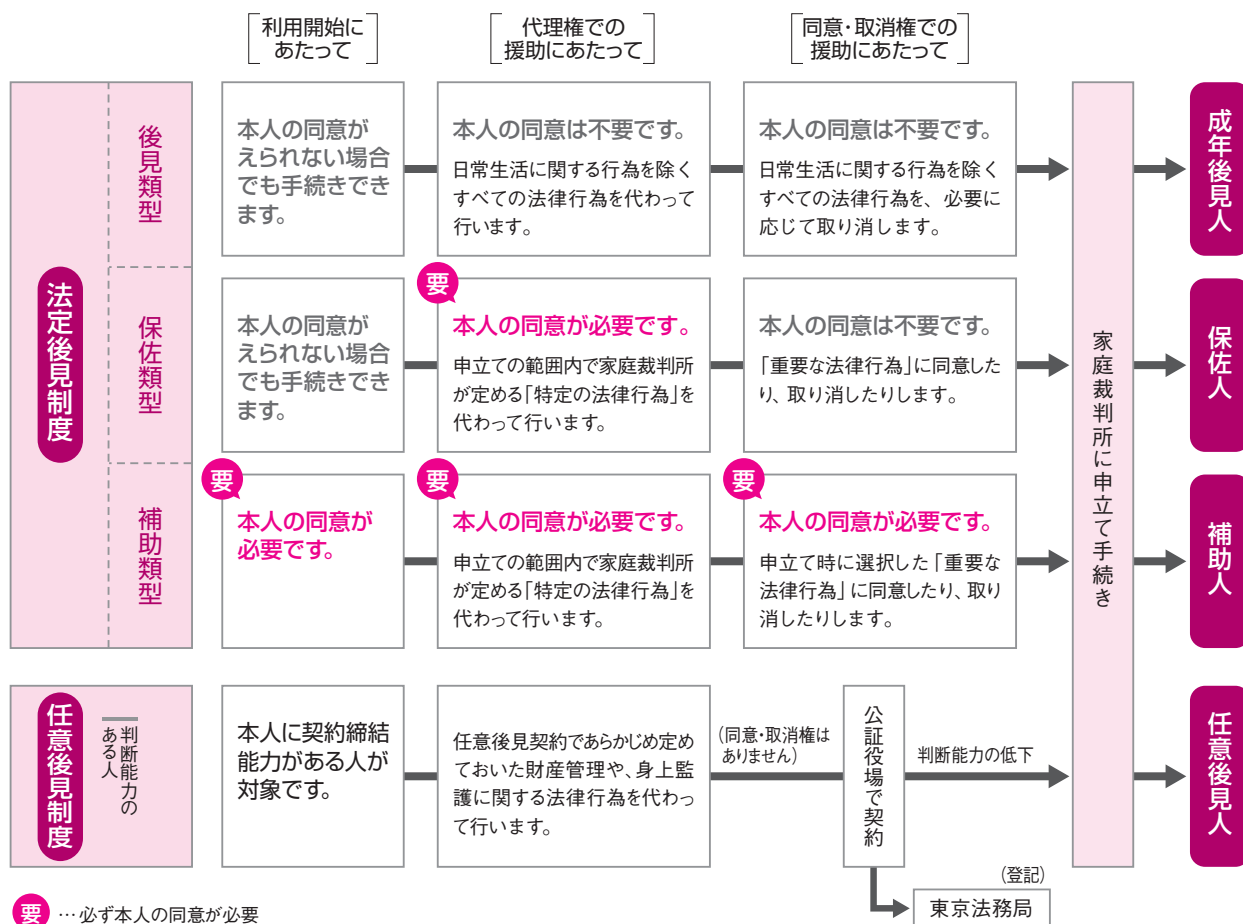 利用開始に
あたって
代理権での
援助にあたって
同意・取消権での
援助にあたって
法定後見制度
後見類型
本人の同意が
えられない場合
でも手続きでき
ます。
本人の同意は不要です。
日常生活に関する行為を除く
すべての法律行為を代わって
行います。
本人の同意は不要です。
日常生活に関する行為を除く
すべての法律行為を、必要に
応じて取り消します。
成年後見人
保佐類型
本人の同意が
えられない場合
でも手続きでき
ます。
要
本人の同意が必要です。
申立ての範囲内で家庭裁判所
が定める「特定の法律行為」を
代わって行います。
本人の同意は不要です。
「重要な法律行為」に同意した
り、取り消したりします。
保佐人
補助類型
要
本人の同意が
必要です。
要
本人の同意が必要です。
申立ての範囲内で家庭裁判所
が定める「特定の法律行為」を
代わって行います。
要
本人の同意が必要です。
申立て時に選択した「重要な
法律行為」に同意したり、取り
消したりします。
補助人
家庭裁判所に申立て手続き
任意後見制度
判断能力の
ある人
本人に契約締結
能力がある人が
対象です。
任意後見契約であらかじめ定め
ておいた財産管理や、身上監
護に関する法律行為を代わっ
て行います。
(同意・取消権は
ありません)
公証役場で契約
判断能力の低下
任意後見人
(登記)
東京法務局
要 …必ず本人の同意が必要